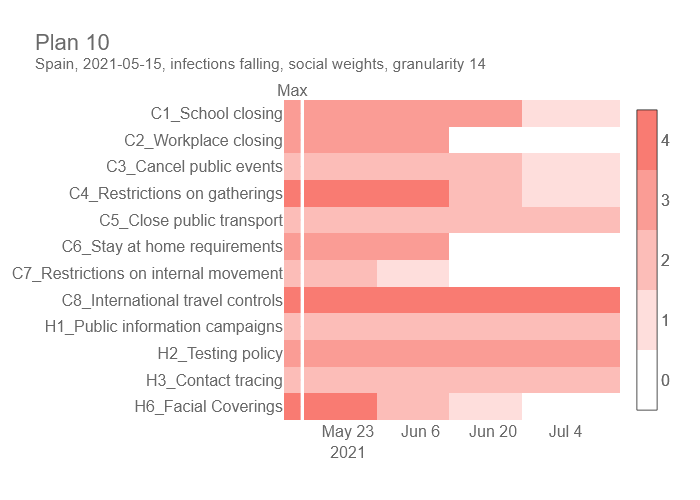 Plan 10
Spain, 2021-05-15, infections falling, social weights, granularity 14
Max
C1_School closing
C2_Workplace closing
C3_Cancel public events
C4_Restrictions on gatherings
C5_Close public transport
C6_Stay at home requirements
C7_Restrictions on internal movement
C8_International travel controls
H1_Public information campaigns
H2_Testing policy
H3_Contact tracing
H6_Facial Coverings
May 23 Jun 6 Jun 20 Jul 4
2021
4
3
2
1
0